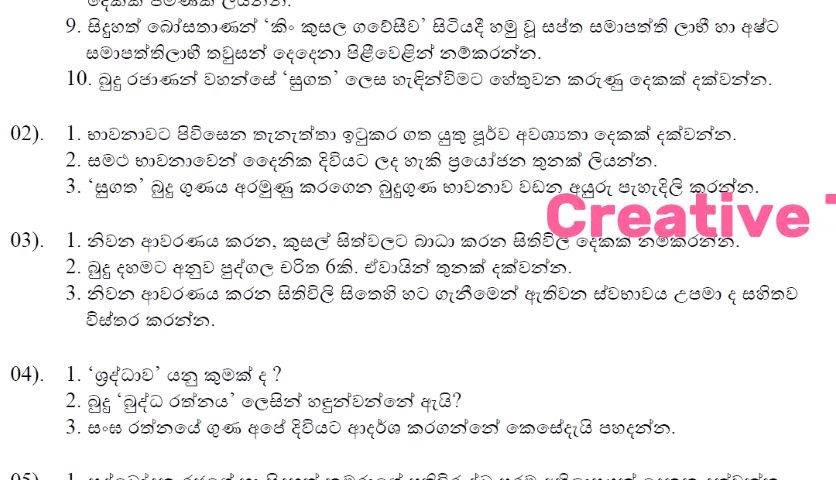 දෙකක් පමණක් ලියන්න.
9. සිදුහත් බෝසතාණන් ‘කිං කුසල ගවේසීව’ සිටියදී හමු වූ සප්ත සමාපත්ති ලාභී හා අෂ්ට
සමාපත්තිලාභී තවුසන් දෙදෙනා පිළිවෙළින් නම්කරන්න.
10. බුදු රජාණන් වහන්සේ ‘සුගත’ ලෙස හැඳින්වීමට හේතුවන කරුණු දෙකක් දක්වන්න.
02). 1. භාවනාවට පිවිසෙන තැනැත්තා ඉටුකර ගත යුතු පූර්ව අවශ්‍යතා දෙකක් දක්වන්න.
2. සමථ භාවනාවෙන් දෛනික දිවියට ලද හැකි ප්‍රයෝජන තුනක් ලියන්න.
3. ‘සුගත’ බුදු ගුණය අරමුණු කරගෙන බුදුගුණ භාවනාව වඩන අයුරු පැහැදිලි කරන්න.
Creative
03). 1. නිවන ආවරණය කරන, කුසල් සිත්වලට බාධා කරන සිතිවිලි දෙකක් නම්කරන්න.
2. බුදු දහමට අනුව පුද්ගල චරිත 6කි. ඒවායින් තුනක් දක්වන්න.
3. නිවන ආවරණය කරන සිතිවිලි සිතෙහි හට ගැනීමෙන් ඇතිවන ස්වභාවය උපමා ද සහිතව
විස්තර කරන්න.
04). 1. ‘ශ්‍රද්ධාව’ යනු කුමක් ද ?
2. බුදු ‘බුද්ධ රත්නය’ ලෙසින් හඳුන්වන්නේ ඇයි?
3. සංඝ රත්නයේ ගුණ අපේ දිවියට ආදර්ශ කරගන්නේ කෙසේදැයි පහදන්න.
05). 1.